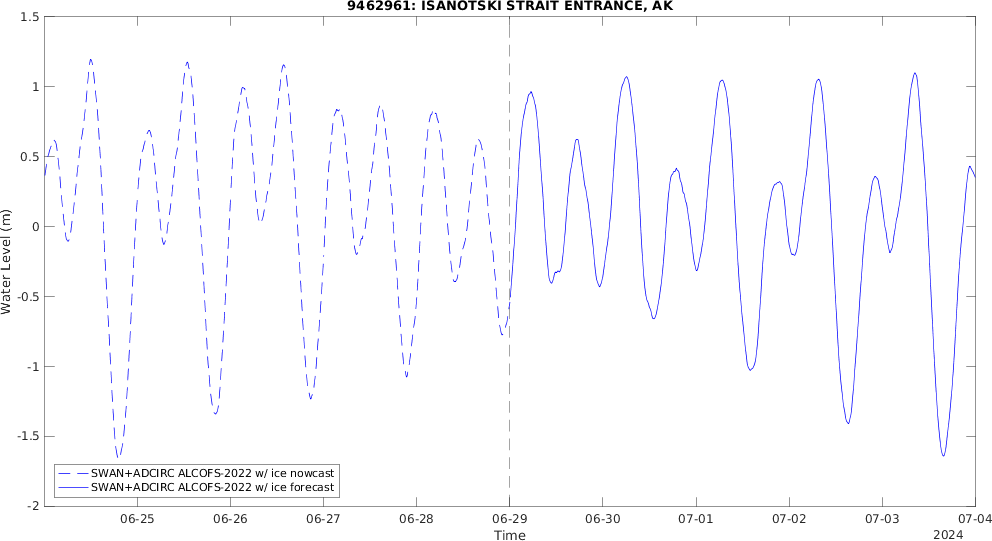 9462961: ISANOTSKI STRAIT ENTRANCE, AK
1.5
1
0.5
0
-0.5
-1
-1.5
-2
Water Level (m)
SWAN+ADCIRC ALCOFS-2022 w/ ice nowcast
SWAN+ADCIRC ALCOFS-2022 w/ ice forecast
06-25 06-26 06-27 06-28 06-29 06-30 07-01 07-02 07-03 07-04
Time
2024